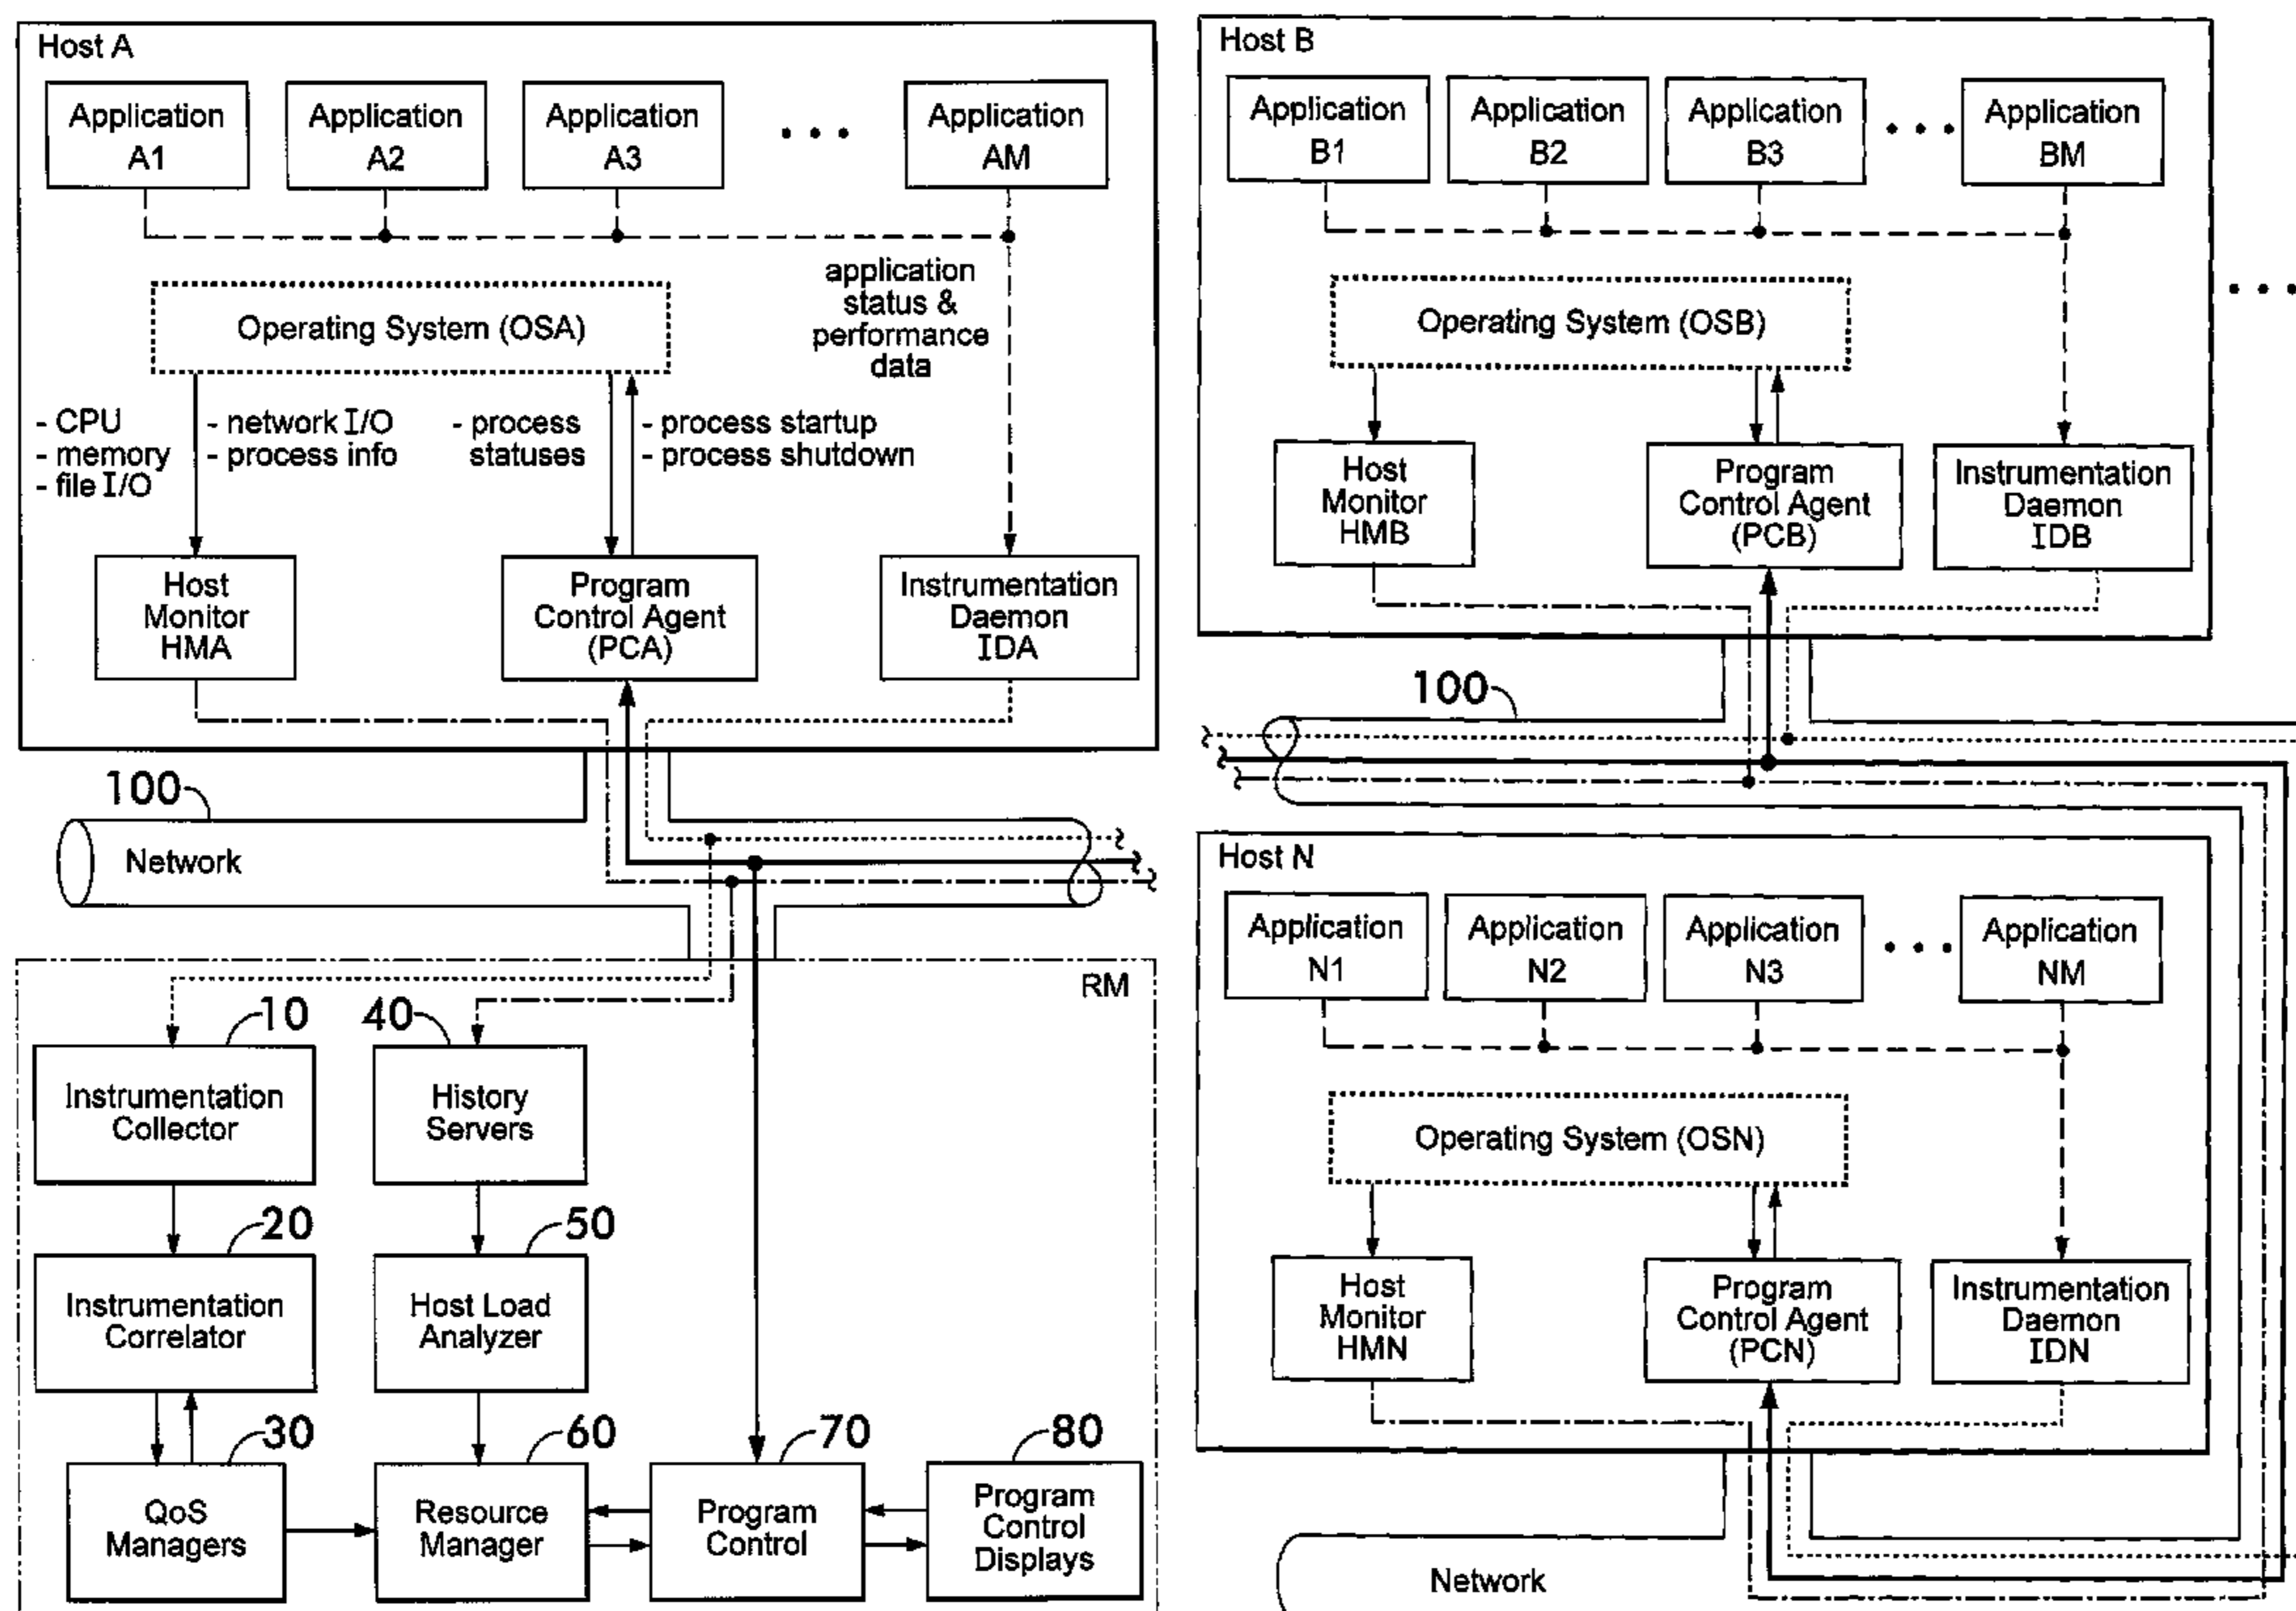 Host A
Application
A1
Application
A2
Application
A3
• • •
Application
AM
application
status &
performance
data
Operating System (OSA)
- CPU
- memory
- file I/O
- network I/O
- process info
- process
statuses
- process startup
- process shutdown
Host
Monitor
HMA
Program
Control Agent
(PCA)
Instrumentation
Daemon
IDA
100
Network
RM
10
Instrumentation
Collector
40
History
Servers
20
Instrumentation
Correlator
50
Host Load
Analyzer
30
QoS
Managers
60
Resource
Manager
70
Program
Control
80
Program
Control
Displays
Host B
Application
B1
Application
B2
Application
B3
• • •
Application
BM
Operating System (OSB)
• • •
Host
Monitor
HMB
Program
Control Agent
(PCB)
Instrumentation
Daemon
IDB
100
Host N
Application
N1
Application
N2
Application
N3
• • •
Application
NM
Operating System (OSN)
Host
Monitor
HMN
Program
Control Agent
(PCN)
Instrumentation
Daemon
IDN
Network